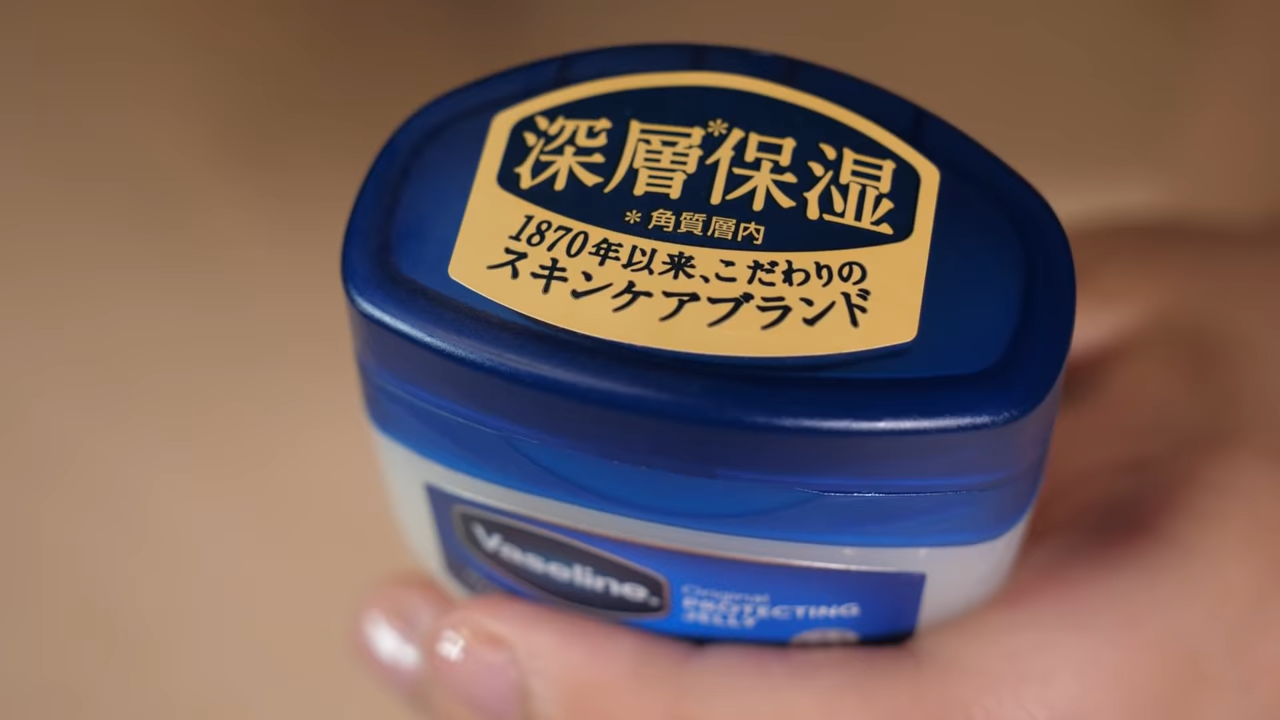 深層*保湿
*角質層内
1870年以来、こだわりの
スキンケアブランド
Vaseline.
Original
PROTECTING
JELLY